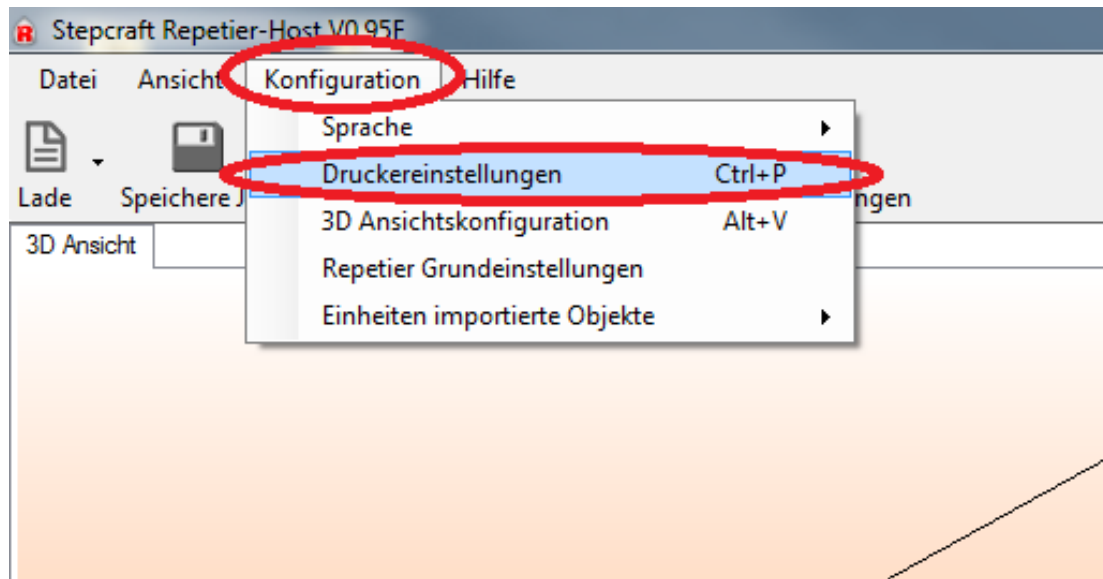 Stepcraft Repetier-Host V0.95F
Datei Ansicht Konfiguration Hilfe
Sprache
Druckereinstellungen Ctrl+P
3D Ansichtskonfiguration Alt+V
Repetier Grundeinstellungen
Einheiten importierte Objekte
Lade Speichere J ngen
3D Ansicht